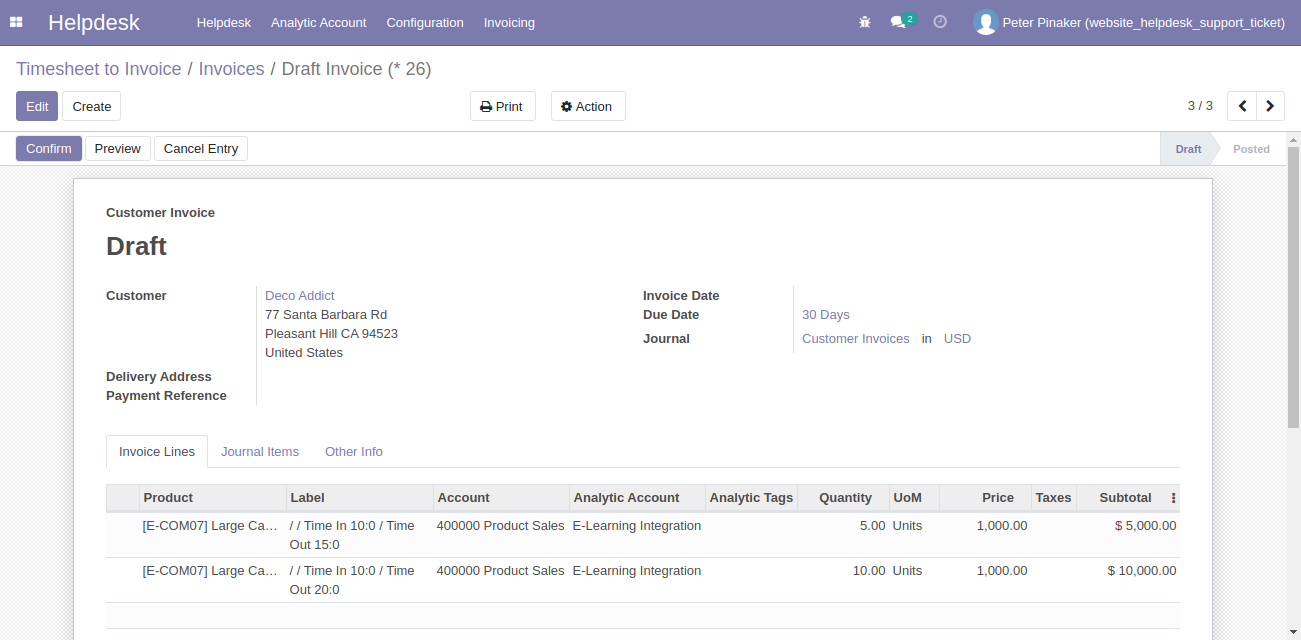 Helpdesk Helpdesk Analytic Account Configuration Invoicing 2 Peter Pinaker (website_helpdesk_support_ticket)
Timesheet to Invoice / Invoices / Draft Invoice (* 26)
Edit Create Print Action 3 / 3
Confirm Preview Cancel Entry Draft Posted
Customer Invoice
Draft
Customer Deco Addict Invoice Date
77 Santa Barbara Rd Due Date 30 Days
Pleasant Hill CA 94523 Journal Customer Invoices in USD
United States
Delivery Address
Payment Reference
Invoice Lines Journal Items Other Info
Product Label Account Analytic Account Analytic Tags Quantity UoM Price Taxes Subtotal
[E-COM07] Large Ca… / / Time In 10:0 / Time 400000 Product Sales E-Learning Integration 5.00 Units 1,000.00 $ 5,000.00
Out 15:0
[E-COM07] Large Ca… / / Time In 10:0 / Time 400000 Product Sales E-Learning Integration 10.00 Units 1,000.00 $ 10,000.00
Out 20:0